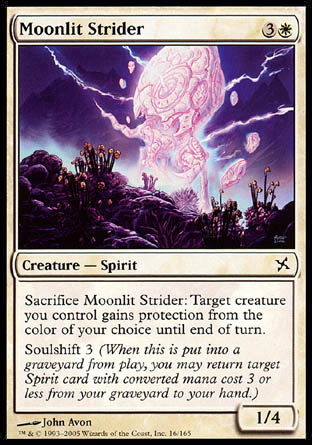 Moonlit Strider 3
Creature — Spirit
Sacrifice Moonlit Strider: Target creature
you control gains protection from the
color of your choice until end of turn.
Soulshift 3 (When this is put into a
graveyard from play, you may return target
Spirit card with converted mana cost 3 or
less from your graveyard to your hand.)
1/4
John Avon
™ & © 1993–2005 Wizards of the Coast, Inc. 16/165